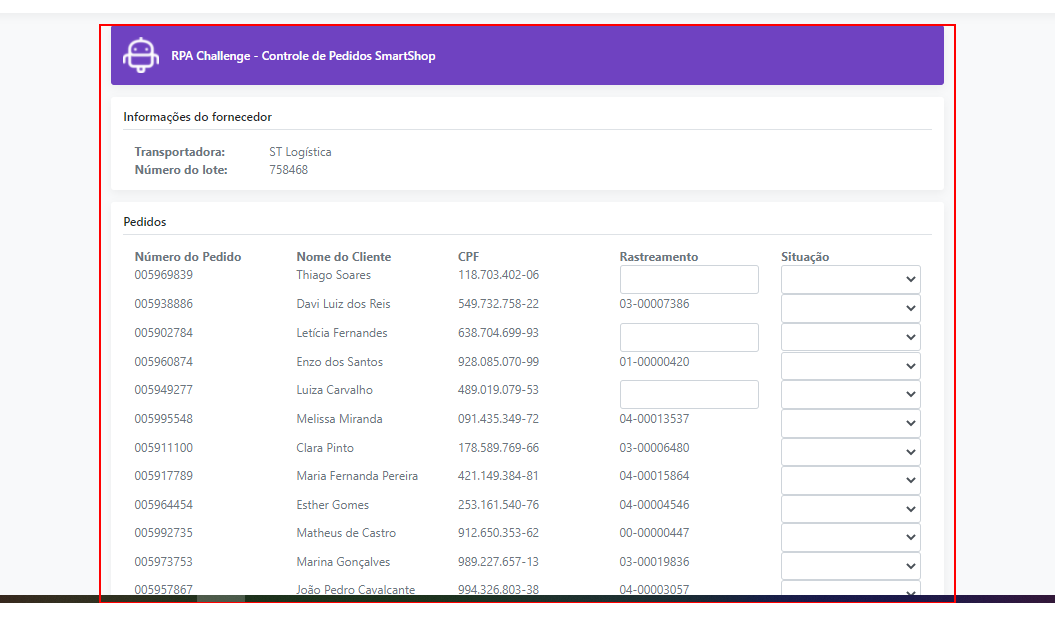 RPA Challenge - Controle de Pedidos SmartShop
Informações do fornecedor
Transportadora: ST Logística
Número do lote: 758468
Pedidos
Número do Pedido Nome do Cliente CPF Rastreamento Situação
005969839 Thiago Soares 118.703.402-06
005938886 Davi Luiz dos Reis 549.732.758-22 03-00007386
005902784 Letícia Fernandes 638.704.699-93
005960874 Enzo dos Santos 928.085.070-99 01-00000420
005949277 Luiza Carvalho 489.019.079-53
005995548 Melissa Miranda 091.435.349-72 04-00013537
005911100 Clara Pinto 178.589.769-66 03-00006480
005917789 Maria Fernanda Pereira 421.149.384-81 04-00015864
005964454 Esther Gomes 253.161.540-76 04-00004546
005992735 Matheus de Castro 912.650.353-62 00-00000447
005973753 Marina Gonçalves 989.227.657-13 03-00019836
005957867 João Pedro Cavalcante 994.326.803-38 04-00003057